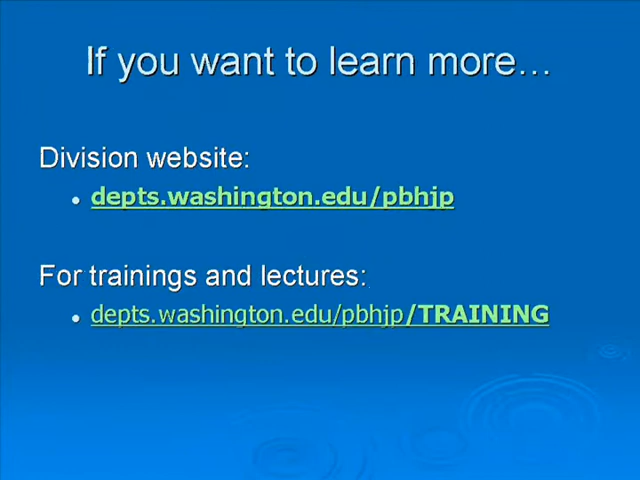 If you want to learn more…
Division website:
• depts.washington.edu/pbhjp
For trainings and lectures:
• depts.washington.edu/pbhjp/TRAINING